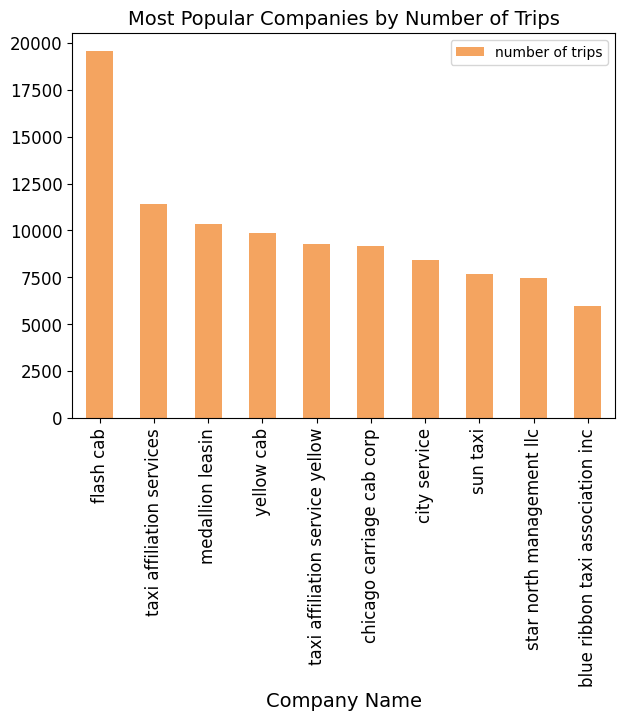 Most Popular Companies by Number of Trips
number of trips
20000
17500
15000
12500
10000
7500
5000
2500
0
flash cab
taxi affiliation services
medallion leasin
yellow cab
taxi affiliation service yellow
chicago carriage cab corp
city service
sun taxi
star north management llc
blue ribbon taxi association inc
Company Name